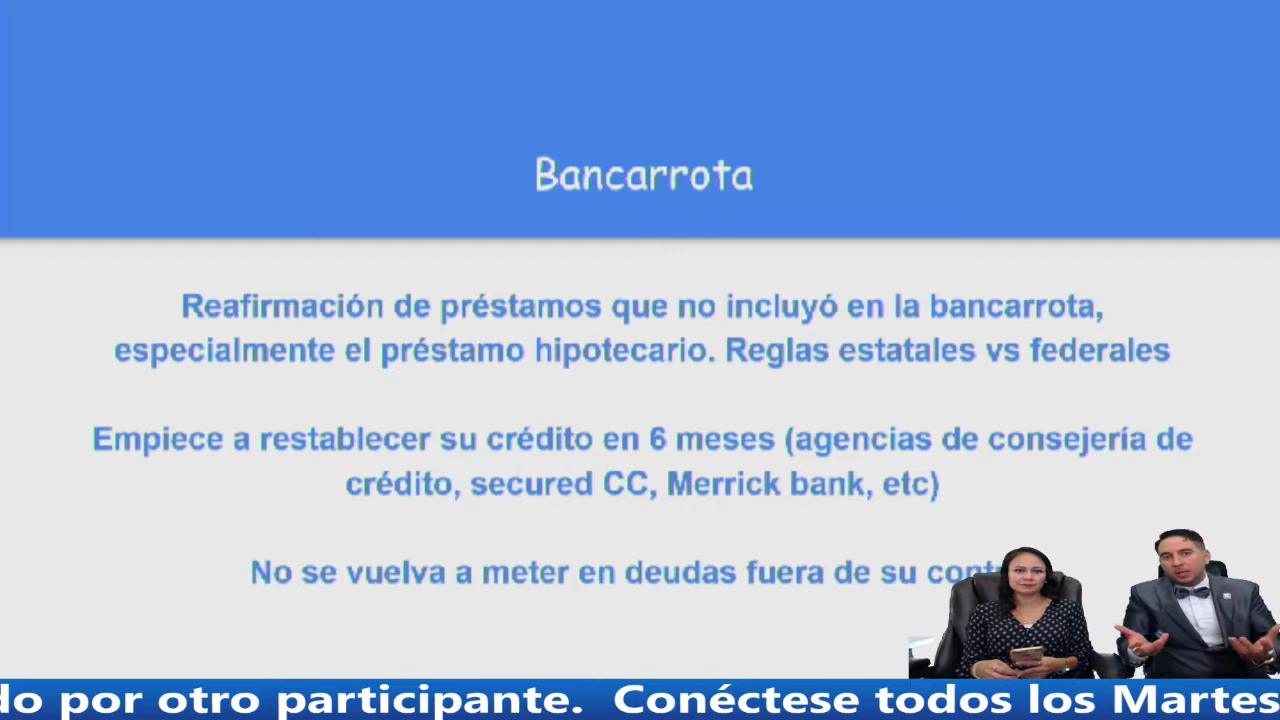 Bancarrota
Reafirmación de préstamos que no incluyó en la bancarrota,
especialmente el préstamo hipotecario. Reglas estatales vs federales
Empiece a restablecer su crédito en 6 meses (agencias de consejería de
crédito, secured CC, Merrick bank, etc)
No se vuelva a meter en deudas fuera de su
por otro participante. Conéctese todos los Martes